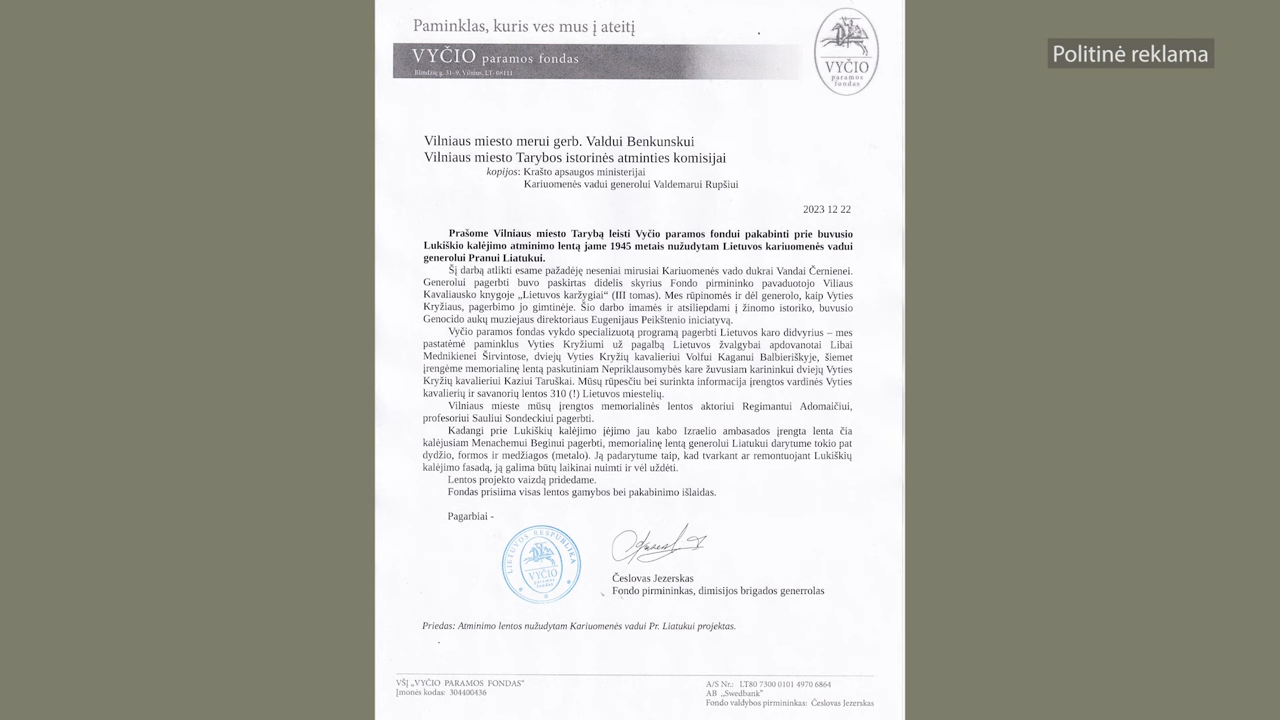 Politinė reklama
Paminklas, kuris ves mus į ateitį
VYČIO paramos fondas
Blindžių g. 31-9, Vilnius, LT-08111
VYČIO
paramos
fondas
Vilniaus miesto merui gerb. Valdui Benkunskui
Vilniaus miesto Tarybos istorinės atminties komisijai
kopijos: Krašto apsaugos ministerijai
Kariuomenės vadui generolui Valdemarui Rupšiui
2023 12 22
Prašome Vilniaus miesto Tarybą leisti Vyčio paramos fondui pakabinti prie buvusio
Lukiškio kalėjimo atminimo lentą jame 1945 metais nužudytam Lietuvos kariuomenės vadui
generolui Pranui Liatukui.
Šį darbą atlikti esame pažadėję neseniai mirusiai Kariuomenės vado dukrai Vandai Černienei.
Generolui pagerbti buvo paskirtas didelis skyrius Fondo pirmininko pavaduotojo Viliaus
Kavaliausko knygoje „Lietuvos karžygiai“ (III tomas). Mes rūpinomės ir dėl generolo, kaip Vyties
Kryžiaus, pagerbimo jo gimtinėje. Šio darbo imamės ir atsiliepdami į žinomo istoriko, buvusio
Genocido aukų muziejaus direktoriaus Eugenijaus Peikštenio iniciatyvą.
Vyčio paramos fondas vykdo specializuotą programą pagerbti Lietuvos karo didvyrius – mes
pastatėmė paminklus Vyties Kryžiumi už pagalbą Lietuvos žvalgybai apdovanotai Libai
Mednikienei Širvintose, dviejų Vyties Kryžių kavalieriui Volfui Kaganui Balbieriškyje, šiemet
įrengėme memorialinę lentą paskutiniam Nepriklausomybės kare žuvusiam karininkui dviejų Vyties
Kryžių kavalieriui Kaziui Taruškai. Mūsų rūpesčiu bei surinkta informacija įrengtos vardinės Vyties
kavalierių ir savanorių lentos 310 (!) Lietuvos miestelių.
Vilniaus mieste mūsų įrengtos memorialinės lentos aktoriui Regimantui Adomaičiui,
profesoriui Sauliui Sondeckiui pagerbti.
Kadangi prie Lukiškių kalėjimo įėjimo jau kabo Izraelio ambasados įrengta lenta čia
kalėjusiam Menachemui Beginui pagerbti, memorialinę lentą generolui Liatukui darytume tokio pat
dydžio, formos ir medžiagos (metalo). Ją padarytume taip, kad tvarkant ar remontuojant Lukiškių
kalėjimo fasadą, ją galima būtų laikinai nuimti ir vėl uždėti.
Lentos projekto vaizdą pridedame.
Fondas prisiima visas lentos gamybos bei pakabinimo išlaidas.
Pagarbiai -
LIETUVOS RESPUBLIKA
VYČIO
paramos
fondas
Česlovas Jezerskas
Fondo pirmininkas, dimisijos brigados generrolas
Priedas: Atminimo lentos nužudytam Kariuomenės vadui Pr. Liatukui projektas.
VŠĮ „VYČIO PARAMOS FONDAS“
Įmonės kodas: 304400436
A/S Nr.: LT80 7300 0101 4970 6864
AB „Swedbank”
Fondo valdybos pirmininkas: Česlovas Jezerskas